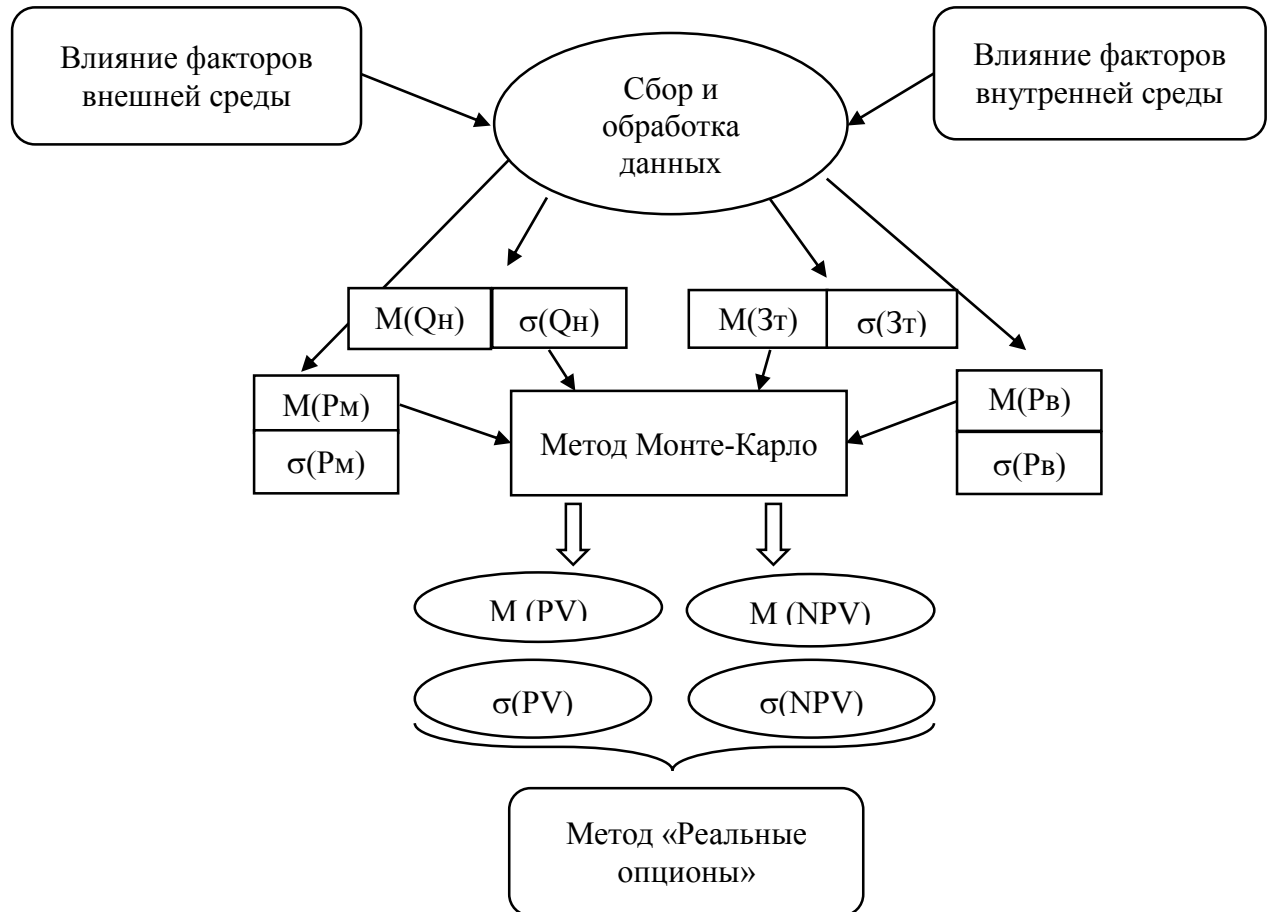 Влияние факторов
внешней среды
Сбор и
обработка
данных
Влияние факторов
внутренней среды
M(Qн)
σ(Qн)
M(Зт)
σ(Зт)
M(Рм)
σ(Рм)
Метод Монте-Карло
M(Рв)
σ(Рв)
M (PV)
M (NPV)
σ(PV)
σ(NPV)
Метод «Реальные
опционы»